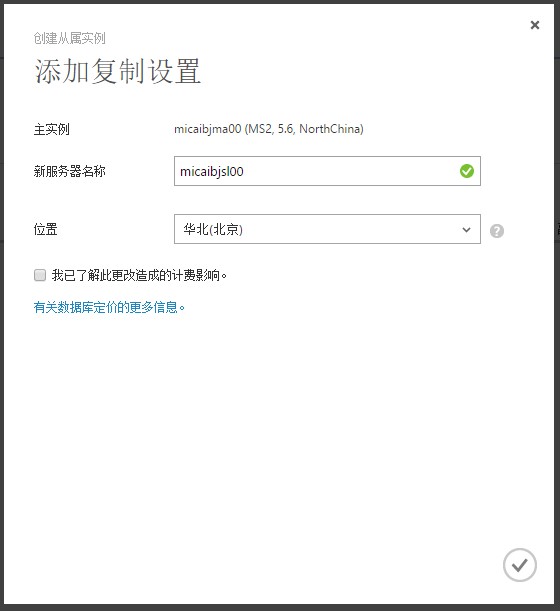 创建从属实例
添加复制设置
主实例 micaibjma00 (MS2, 5.6, NorthChina)
新服务器名称 micaibjsl00
位置 华北(北京)
我已了解此更改造成的计费影响。
有关数据库定价的更多信息。